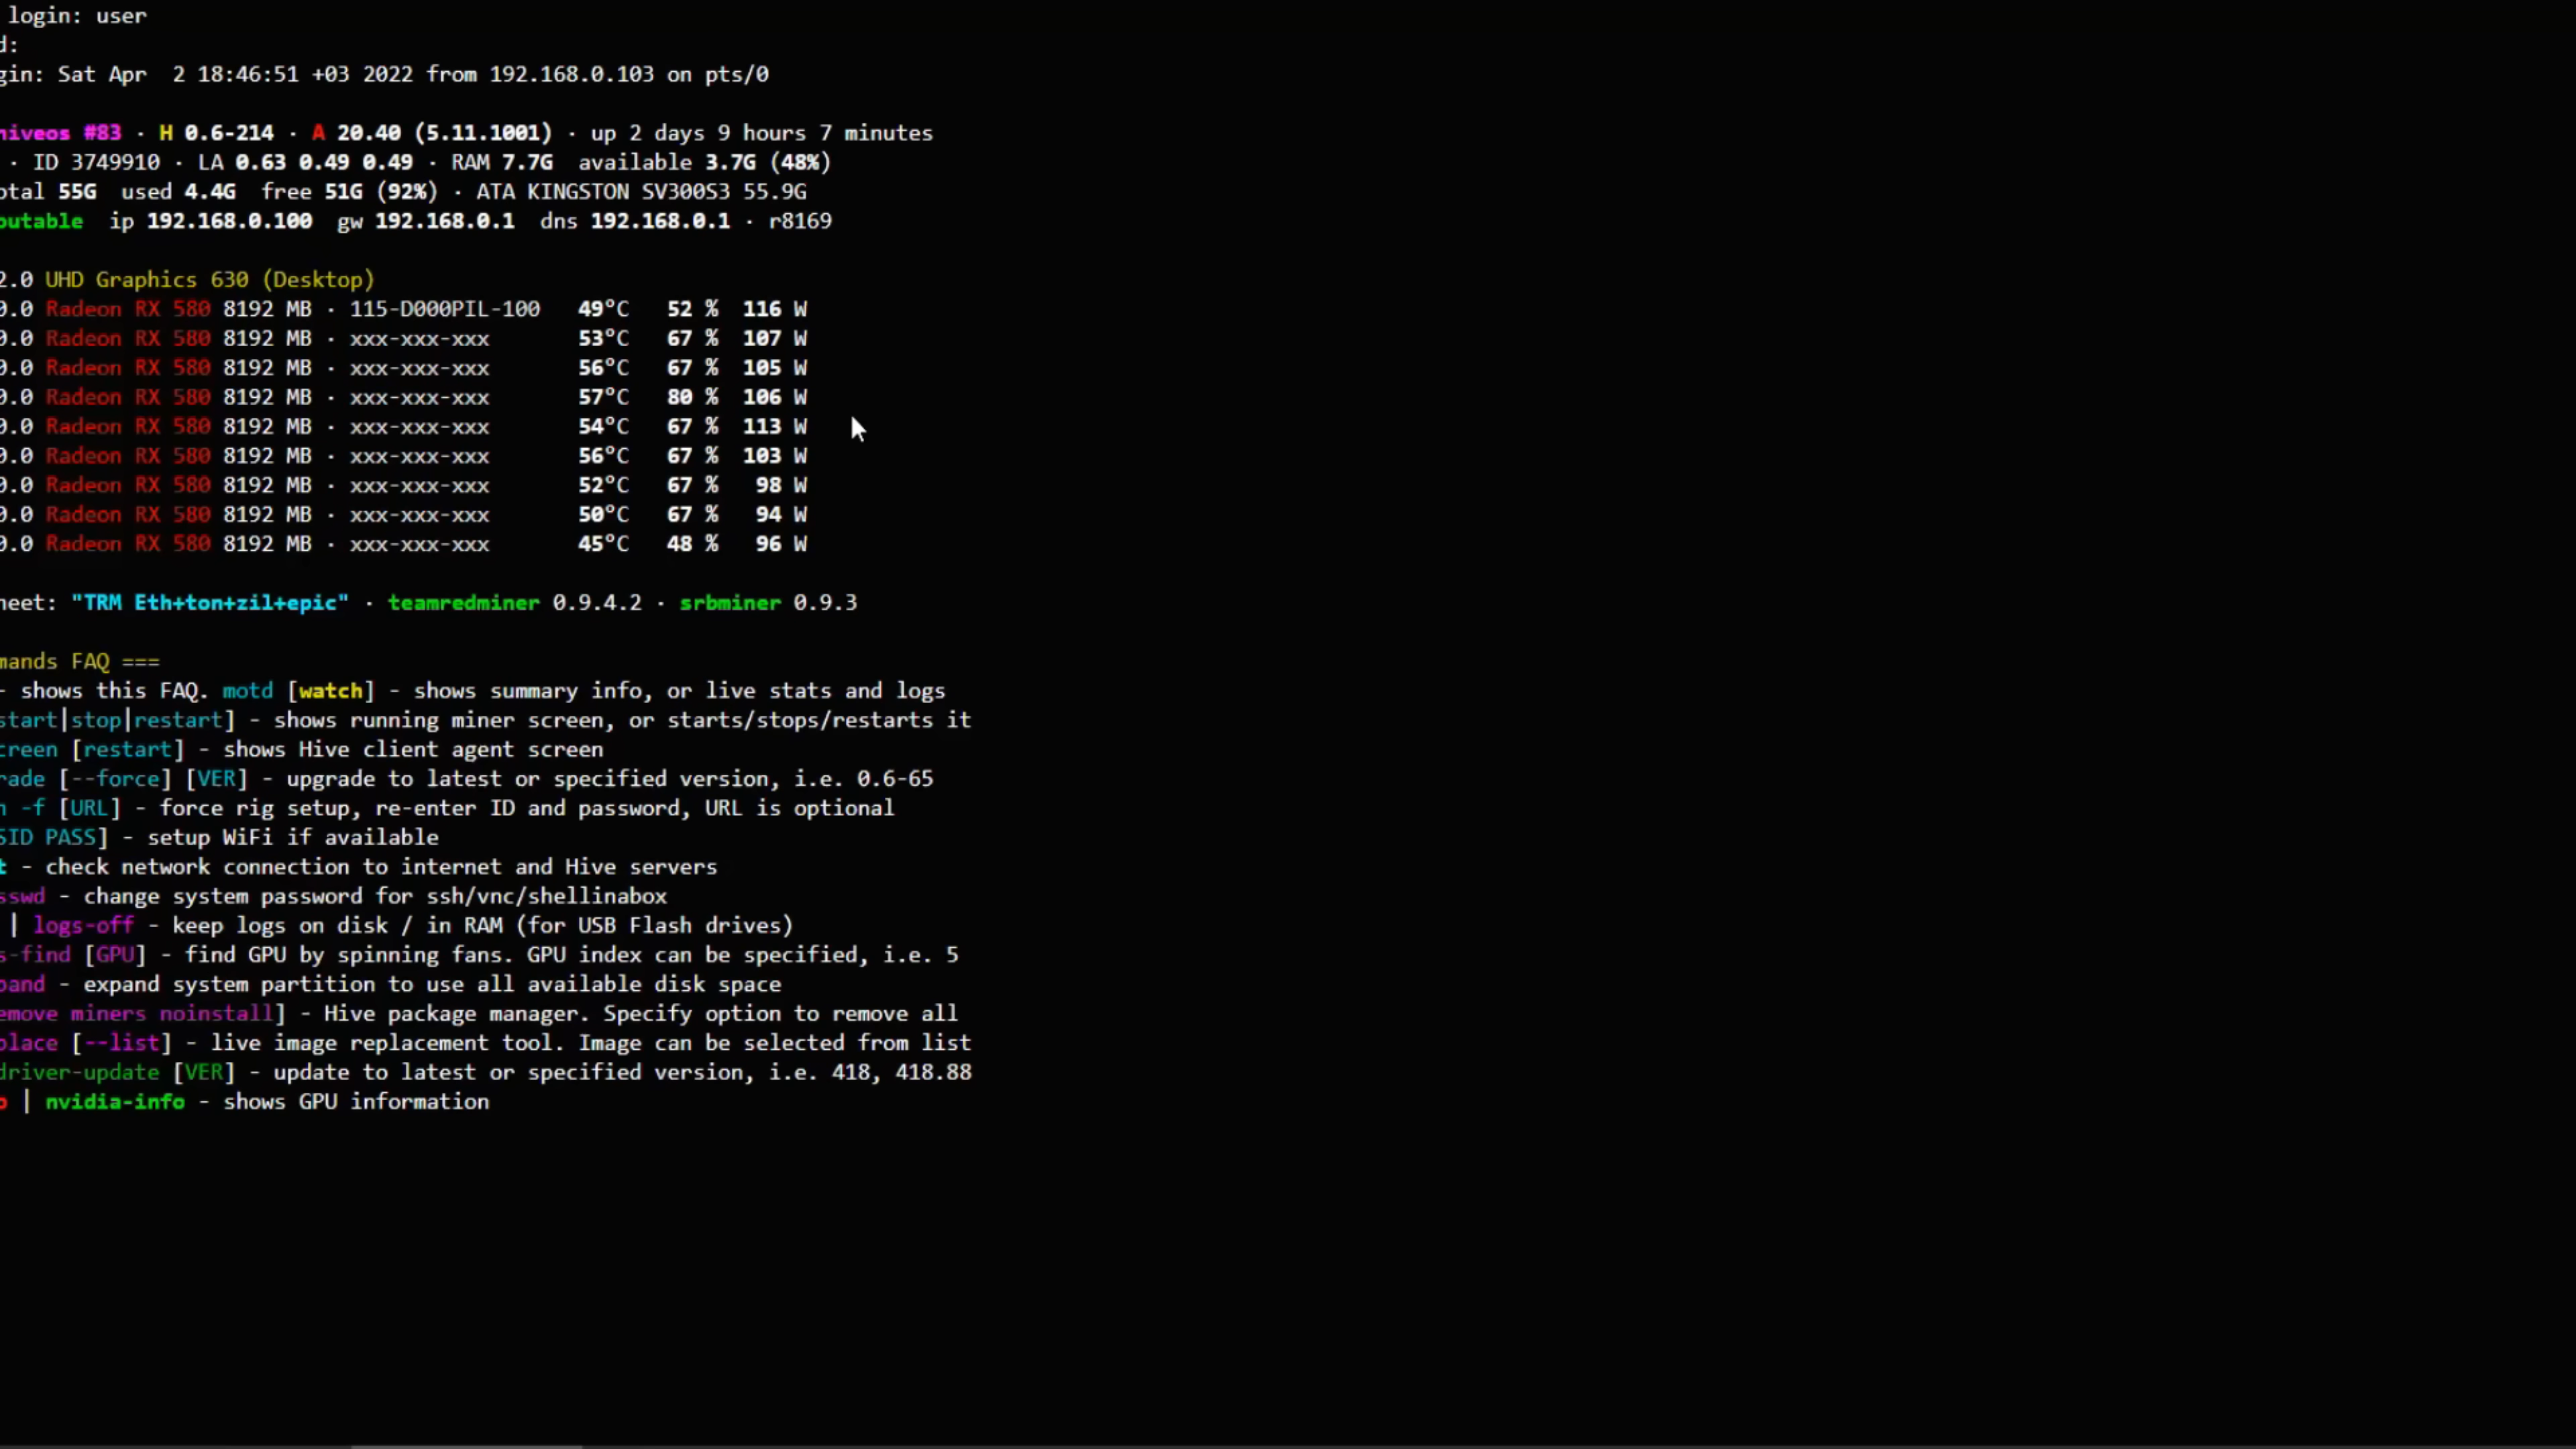 login: user
d:
gin: Sat Apr  2 18:46:51 +03 2022 from 192.168.0.103 on pts/0
hiveos #83 · H 0.6-214 · A 20.40 (5.11.1001) · up 2 days 9 hours 7 minutes
· ID 3749910 · LA 0.63 0.49 0.49 · RAM 7.7G  available 3.7G (48%)
otal 55G  used 4.4G  free 51G (92%) · ATA KINGSTON SV300S3 55.9G
outable  ip 192.168.0.100  gw 192.168.0.1  dns 192.168.0.1 · r8169
2.0 UHD Graphics 630 (Desktop)
0.0 Radeon RX 580 8192 MB · 115-D000PIL-100   49°C   52 %  116 W
0.0 Radeon RX 580 8192 MB · xxx-xxx-xxx       53°C   67 %  107 W
0.0 Radeon RX 580 8192 MB · xxx-xxx-xxx       56°C   67 %  105 W
0.0 Radeon RX 580 8192 MB · xxx-xxx-xxx       57°C   80 %  106 W
0.0 Radeon RX 580 8192 MB · xxx-xxx-xxx       54°C   67 %  113 W
0.0 Radeon RX 580 8192 MB · xxx-xxx-xxx       56°C   67 %  103 W
0.0 Radeon RX 580 8192 MB · xxx-xxx-xxx       52°C   67 %   98 W
0.0 Radeon RX 580 8192 MB · xxx-xxx-xxx       50°C   67 %   94 W
0.0 Radeon RX 580 8192 MB · xxx-xxx-xxx       45°C   48 %   96 W
heet: "TRM Eth+ton+zil+epic" · teamredminer 0.9.4.2 · srbminer 0.9.3
mands FAQ ===
- shows this FAQ. motd [watch] - shows summary info, or live stats and logs
start|stop|restart] - shows running miner screen, or starts/stops/restarts it
creen [restart] - shows Hive client agent screen
rade [--force] [VER] - upgrade to latest or specified version, i.e. 0.6-65
n -f [URL] - force rig setup, re-enter ID and password, URL is optional
SID PASS] - setup WiFi if available
t - check network connection to internet and Hive servers
sswd - change system password for ssh/vnc/shellinabox
| logs-off - keep logs on disk / in RAM (for USB Flash drives)
s-find [GPU] - find GPU by spinning fans. GPU index can be specified, i.e. 5
pand - expand system partition to use all available disk space
emove miners noinstall] - Hive package manager. Specify option to remove all
place [--list] - live image replacement tool. Image can be selected from list
driver-update [VER] - update to latest or specified version, i.e. 418, 418.88
o | nvidia-info - shows GPU information